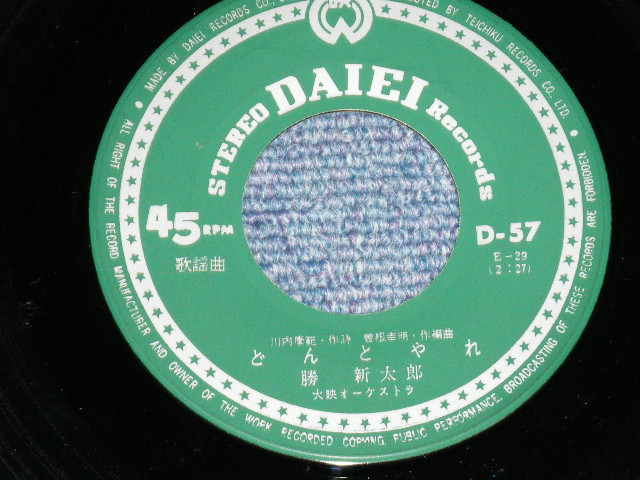 MADE BY DAIEI RECORDS CO.,
TED BY TEICHIKU RECORDS CO., LTD.
STEREO DAIEI Records
45 RPM
D-57
歌謡曲
E-29
(2:27)
川内康範・作詩 曽根幸明・作編曲
どんとやれ
勝 新太郎
大映オーケストラ
ALL RIGHT OF THE RECORD MANUFACTURER AND OWNER OF THE WORK RECORDED COPYING, PUBLIC PERFORMANCE, BROADCASTING OF THESE RECORDS ARE FORBIDDEN.